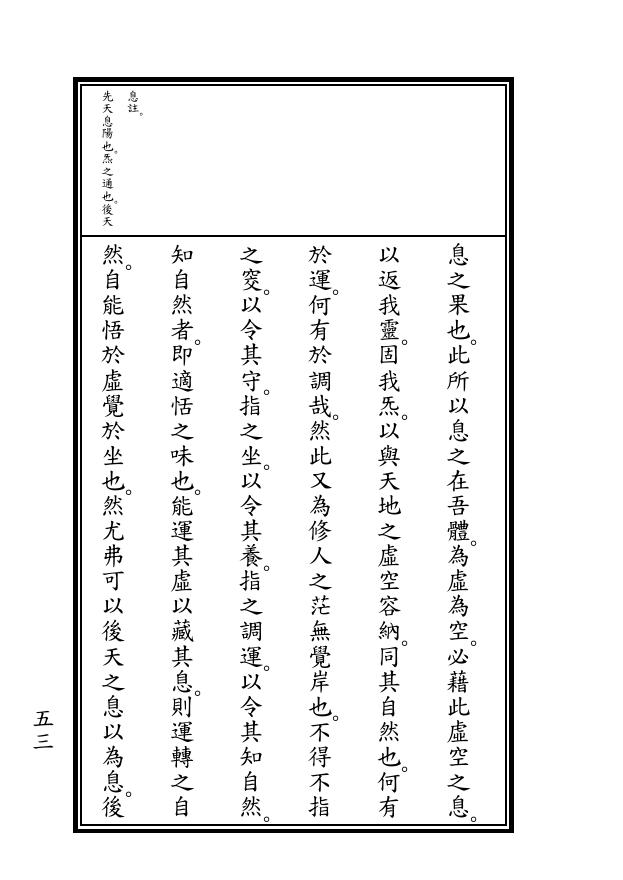 息註。
先天息陽也。炁之通也。後天
息之果也。此所以息之在吾體。為虛為空。必藉此虛空之息。
以返我靈。固我炁。以與天地之虛空容納。同其自然也。何有
於運。何有於調哉。然此又為修人之茫無覺岸也。不得不指
之窔。以令其守。指之坐。以令其養。指之調運。以令其知自然。
知自然者。即適恬之味也。能運其虛以藏其息。則運轉之自
然。自能悟於虛覺於坐也。然尤弗可以後天之息以為息。後
五三